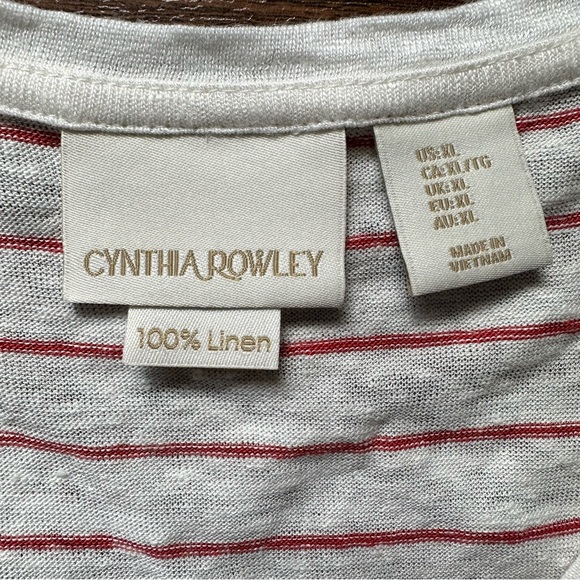 CYNTHIA ROWLEY
100% Linen
US: XL
CA: XL/TG
UK: XL
EU: XL
AU: XL
MADE IN
VIETNAM